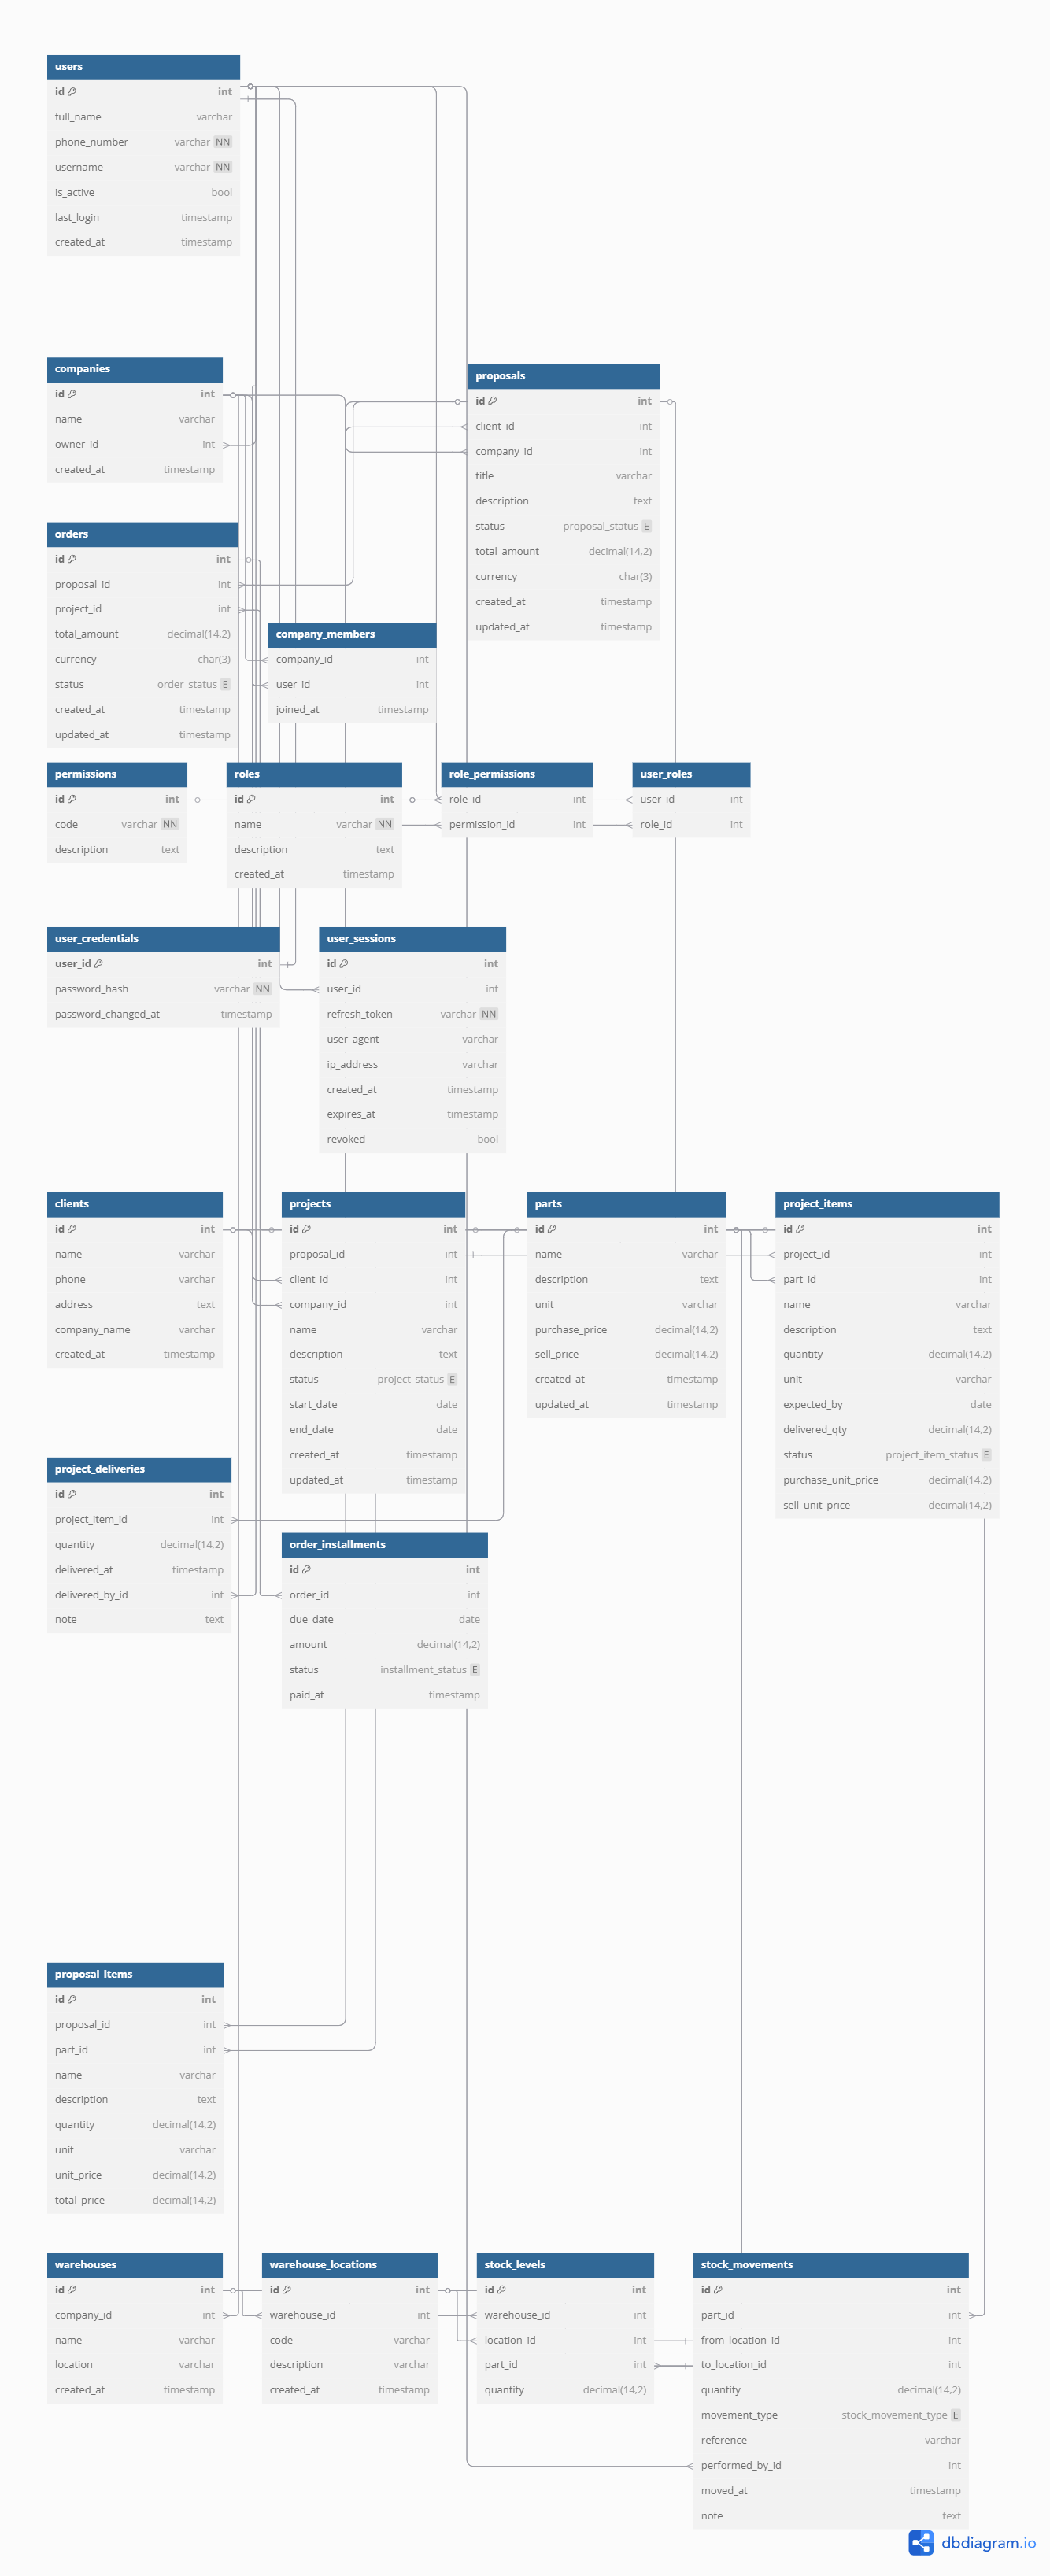 users
id int
full_name varchar
phone_number varchar NN
username varchar NN
is_active bool
last_login timestamp
created_at timestamp
companies
id int
name varchar
owner_id int
created_at timestamp
proposals
id int
client_id int
company_id int
title varchar
description text
status proposal_status E
total_amount decimal(14,2)
currency char(3)
created_at timestamp
updated_at timestamp
orders
id int
proposal_id int
project_id int
total_amount decimal(14,2)
currency char(3)
status order_status E
created_at timestamp
updated_at timestamp
company_members
company_id int
user_id int
joined_at timestamp
permissions
id int
code varchar NN
description text
roles
id int
name varchar NN
description text
created_at timestamp
role_permissions
role_id int
permission_id int
user_roles
user_id int
role_id int
user_credentials
user_id int
password_hash varchar NN
password_changed_at timestamp
user_sessions
id int
user_id int
refresh_token varchar NN
user_agent varchar
ip_address varchar
created_at timestamp
expires_at timestamp
revoked bool
clients
id int
name varchar
phone varchar
address text
company_name varchar
created_at timestamp
projects
id int
proposal_id int
client_id int
company_id int
name varchar
description text
status project_status E
start_date date
end_date date
created_at timestamp
updated_at timestamp
parts
id int
name varchar
description text
unit varchar
purchase_price decimal(14,2)
sell_price decimal(14,2)
created_at timestamp
updated_at timestamp
project_items
id int
project_id int
part_id int
name varchar
description text
quantity decimal(14,2)
unit varchar
expected_by date
delivered_qty decimal(14,2)
status project_item_status E
purchase_unit_price decimal(14,2)
sell_unit_price decimal(14,2)
project_deliveries
id int
project_item_id int
quantity decimal(14,2)
delivered_at timestamp
delivered_by_id int
note text
order_installments
id int
order_id int
due_date date
amount decimal(14,2)
status installment_status E
paid_at timestamp
proposal_items
id int
proposal_id int
part_id int
name varchar
description text
quantity decimal(14,2)
unit varchar
unit_price decimal(14,2)
total_price decimal(14,2)
warehouses
id int
company_id int
name varchar
location varchar
created_at timestamp
warehouse_locations
id int
warehouse_id int
code varchar
description varchar
created_at timestamp
stock_levels
id int
warehouse_id int
location_id int
part_id int
quantity decimal(14,2)
stock_movements
id int
part_id int
from_location_id int
to_location_id int
quantity decimal(14,2)
movement_type stock_movement_type E
reference varchar
performed_by_id int
moved_at timestamp
note text
dbdiagram.io